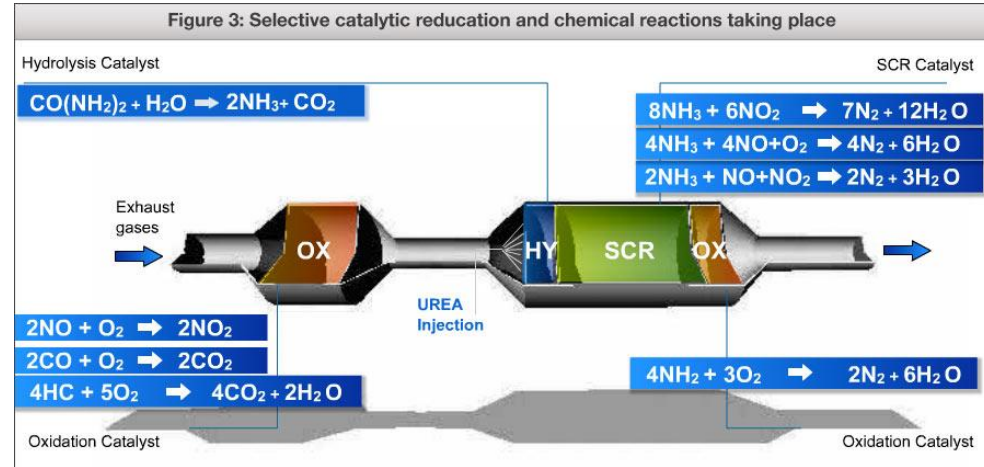 Figure 3: Selective catalytic reducation and chemical reactions taking place
Hydrolysis Catalyst
SCR Catalyst
CO(NH₂)₂ + H₂O → 2NH₃+ CO₂
8NH₃ + 6NO₂ → 7N₂ + 12H₂O
4NH₃ + 4NO+O₂ → 4N₂ + 6H₂O
2NH₃ + NO+NO₂ → 2N₂ + 3H₂O
Exhaust
gases
OX
HY
SCR
OX
UREA
Injection
2NO + O₂ → 2NO₂
2CO + O₂ → 2CO₂
4HC + 5O₂ → 4CO₂ + 2H₂O
4NH₂ + 3O₂ → 2N₂ + 6H₂O
Oxidation Catalyst
Oxidation Catalyst